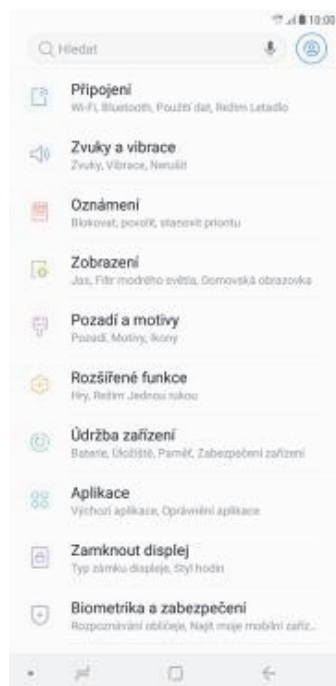 10:00
Hledat
Připojení
Wi-Fi, Bluetooth, Použití dat, Režim Letadlo
Zvuky a vibrace
Zvuky, Vibrace, Nerušit
Oznámení
Blokovat, povolit, stanovit prioritu
Zobrazení
Jas, Filtr modrého světla, Domovská obrazovka
Pozadí a motivy
Pozadí, Motivy, Ikony
Rozšířené funkce
Hry, Režim Jednou rukou
Údržba zařízení
Baterie, Úložiště, Paměť, Zabezpečení zařízení
Aplikace
Výchozí aplikace, Oprávnění aplikace
Zamknout displej
Typ zámku displeje, Styl hodin
Biometrika a zabezpečení
Rozpoznávání obličeje, Najít moje mobilní zaříz...